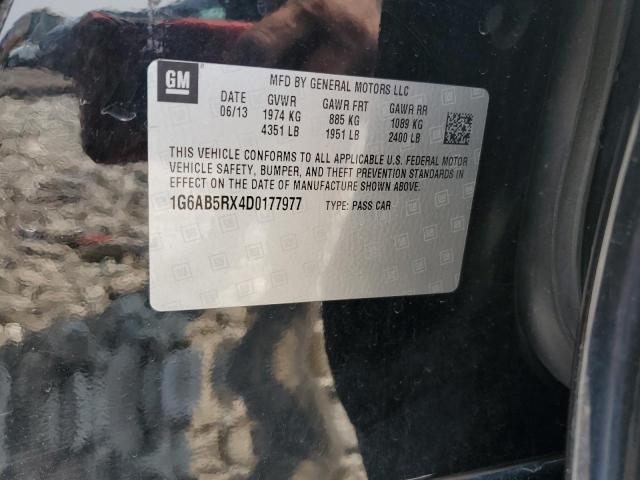 GM
MFD BY GENERAL MOTORS LLC
DATE GVWR GAWR FRT GAWR RR
06/13 1974 KG 885 KG 1089 KG
4351 LB 1951 LB 2400 LB
THIS VEHICLE CONFORMS TO ALL APPLICABLE U.S. FEDERAL MOTOR
VEHICLE SAFETY, BUMPER, AND THEFT PREVENTION STANDARDS IN
EFFECT ON THE DATE OF MANUFACTURE SHOWN ABOVE.
1G6AB5RX4D0177977 TYPE: PASS CAR